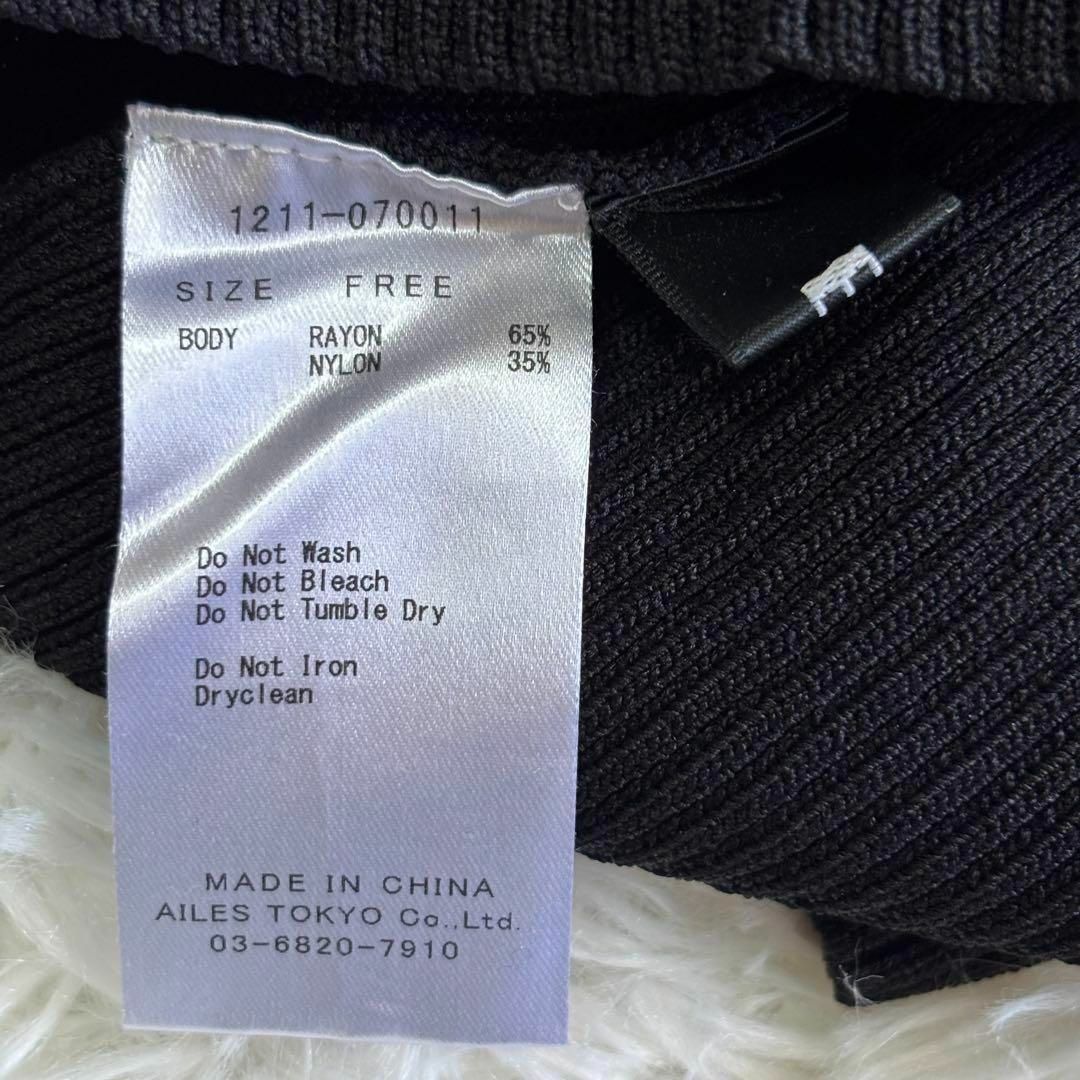 1211-070011
SIZE FREE
BODY RAYON 65%
NYLON 35%
Do Not Wash
Do Not Bleach
Do Not Tumble Dry
Do Not Iron
Dryclean
MADE IN CHINA
AILES TOKYO Co.,Ltd.
03-6820-7910